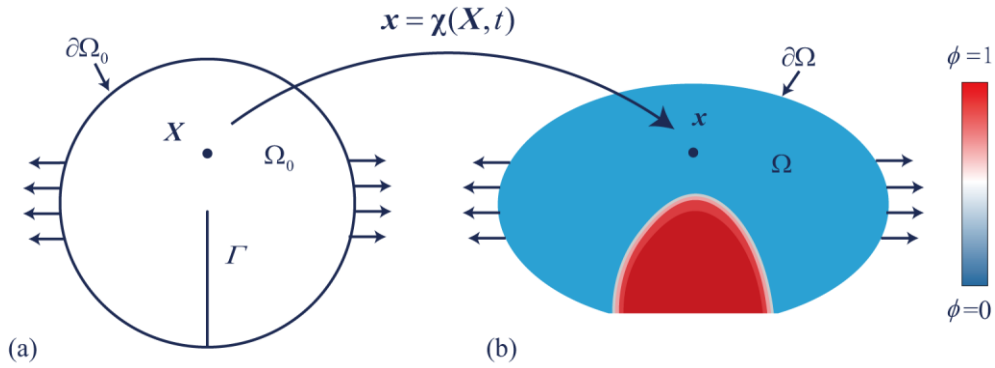 x = χ(X, t)
∂Ω₀
X
Ω₀
Γ
(a)
∂Ω
x
Ω
(b)
ϕ=1
ϕ=0